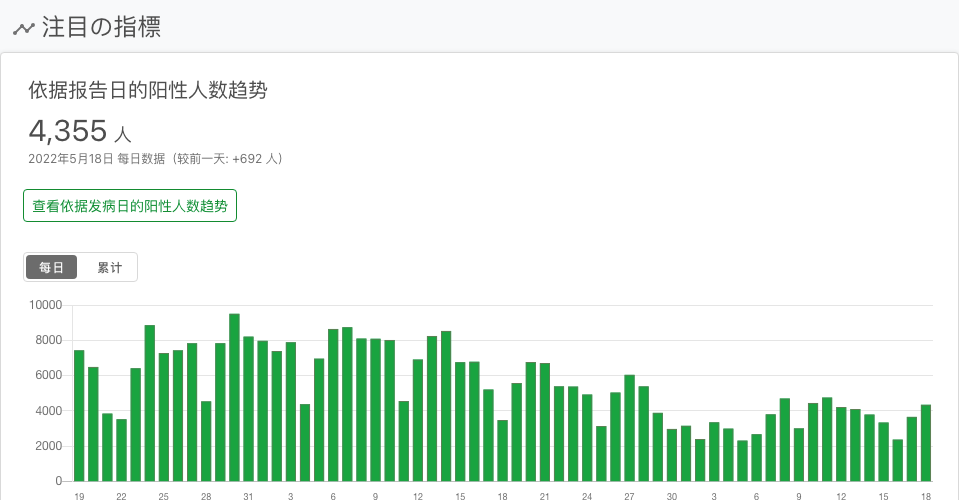 注目の指標
依据报告日的阳性人数趋势
4,355 人
2022年5月18日 每日数据（较前一天: +692 人）
查看依据发病日的阳性人数趋势
每日 累计
10000
8000
6000
4000
2000
0
19 22 25 28 31 3 6 9 12 15 18 21 24 27 30 3 6 9 12 15 18